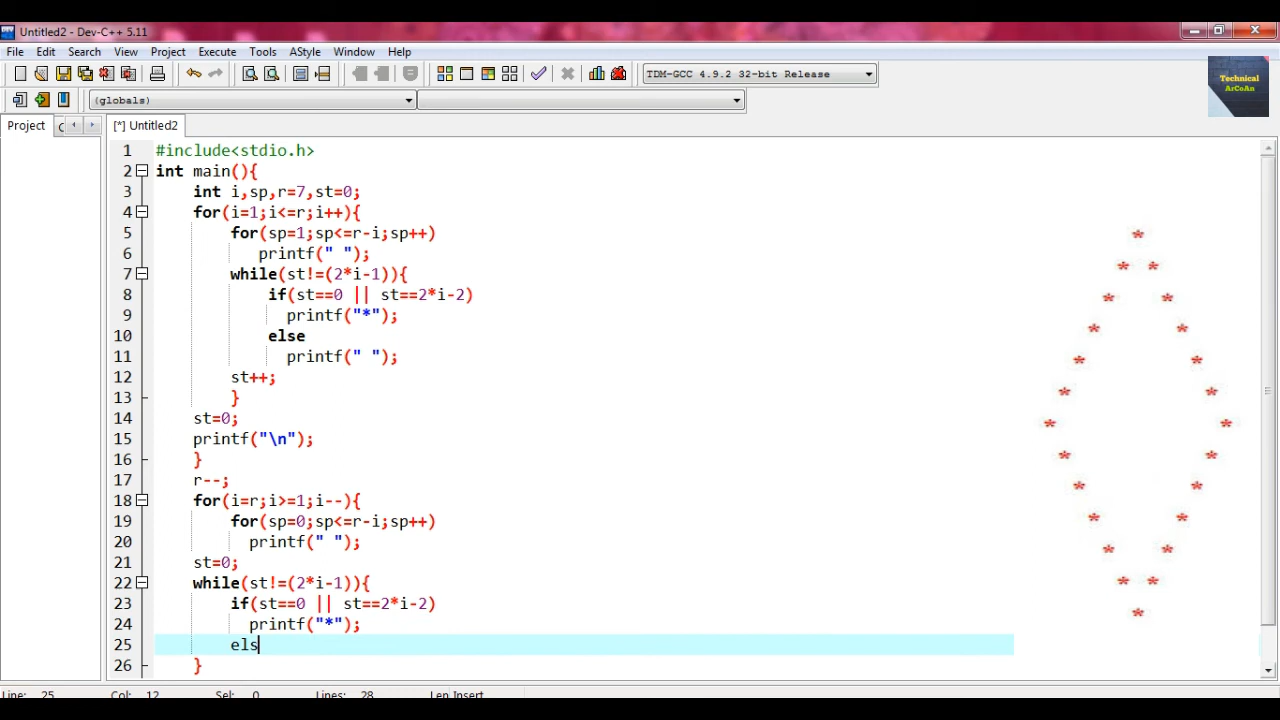 Untitled2 - Dev-C++ 5.11
File Edit Search View Project Execute Tools AStyle Window Help
TDM-GCC 4.9.2 32-bit Release
Technical
ArCoAn
(globals)
Project C [*] Untitled2
1 #include<stdio.h>
2 int main(){
3 int i,sp,r=7,st=0;
4 for(i=1;i<=r;i++){
5 for(sp=1;sp<=r-i;sp++)
6 printf(" ");
7 while(st!=(2*i-1)){
8 if(st==0 || st==2*i-2)
9 printf("*");
10 else
11 printf(" ");
12 st++;
13 }
14 st=0;
15 printf("\n");
16 }
17 r--;
18 for(i=r;i>=1;i--){
19 for(sp=0;sp<=r-i;sp++)
20 printf(" ");
21 st=0;
22 while(st!=(2*i-1)){
23 if(st==0 || st==2*i-2)
24 printf("*");
25 els
26 }
*
* *
* *
* *
* *
* *
* *
* *
* *
* *
* *
* *
*
Line: 25 Col: 12 Sel: 0 Lines: 28 Len Insert